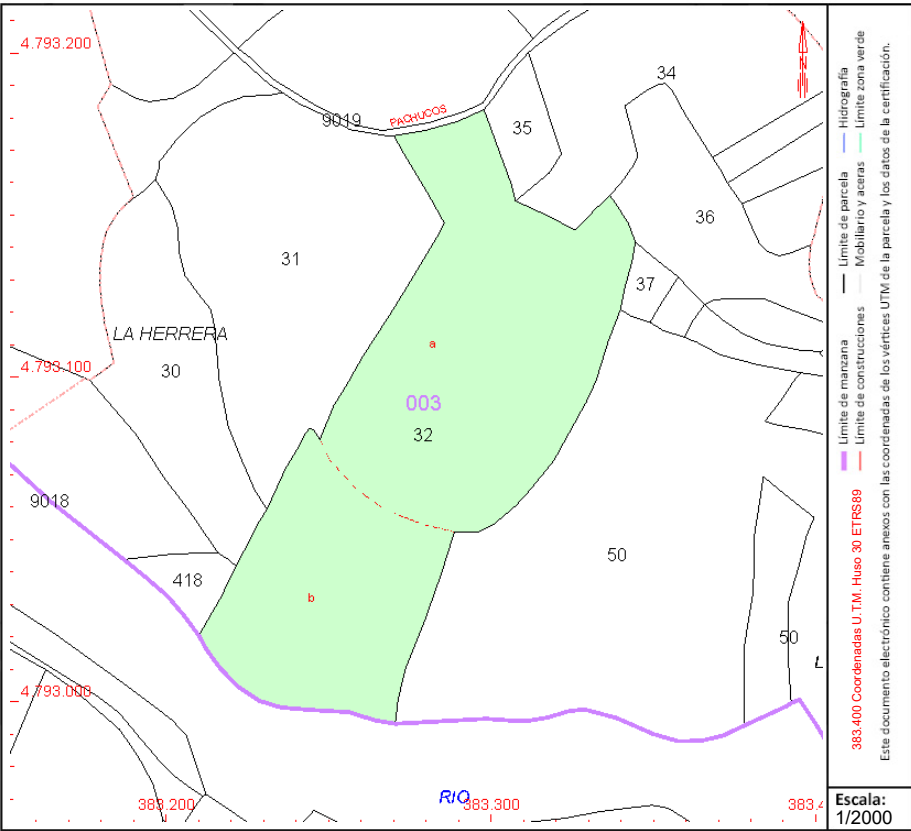 4.793.200
34
9019
PACHUCOS
35
36
31
37
LA HERRERA
a
30
4.793.100
003
32
9018
50
418
b
50
L
4.793.000
RIO
383.200
383.300
383.4
N
Límite de manzana
Límite de parcela
Hidrografía
Límite de construcciones
Mobiliario y aceras
Límite zona verde
383.400 Coordenadas U.T.M. Huso 30 ETRS89
Este documento electrónico contiene anexos con las coordenadas de los vértices UTM de la parcela y los datos de la certificación.
Escala:
1/2000